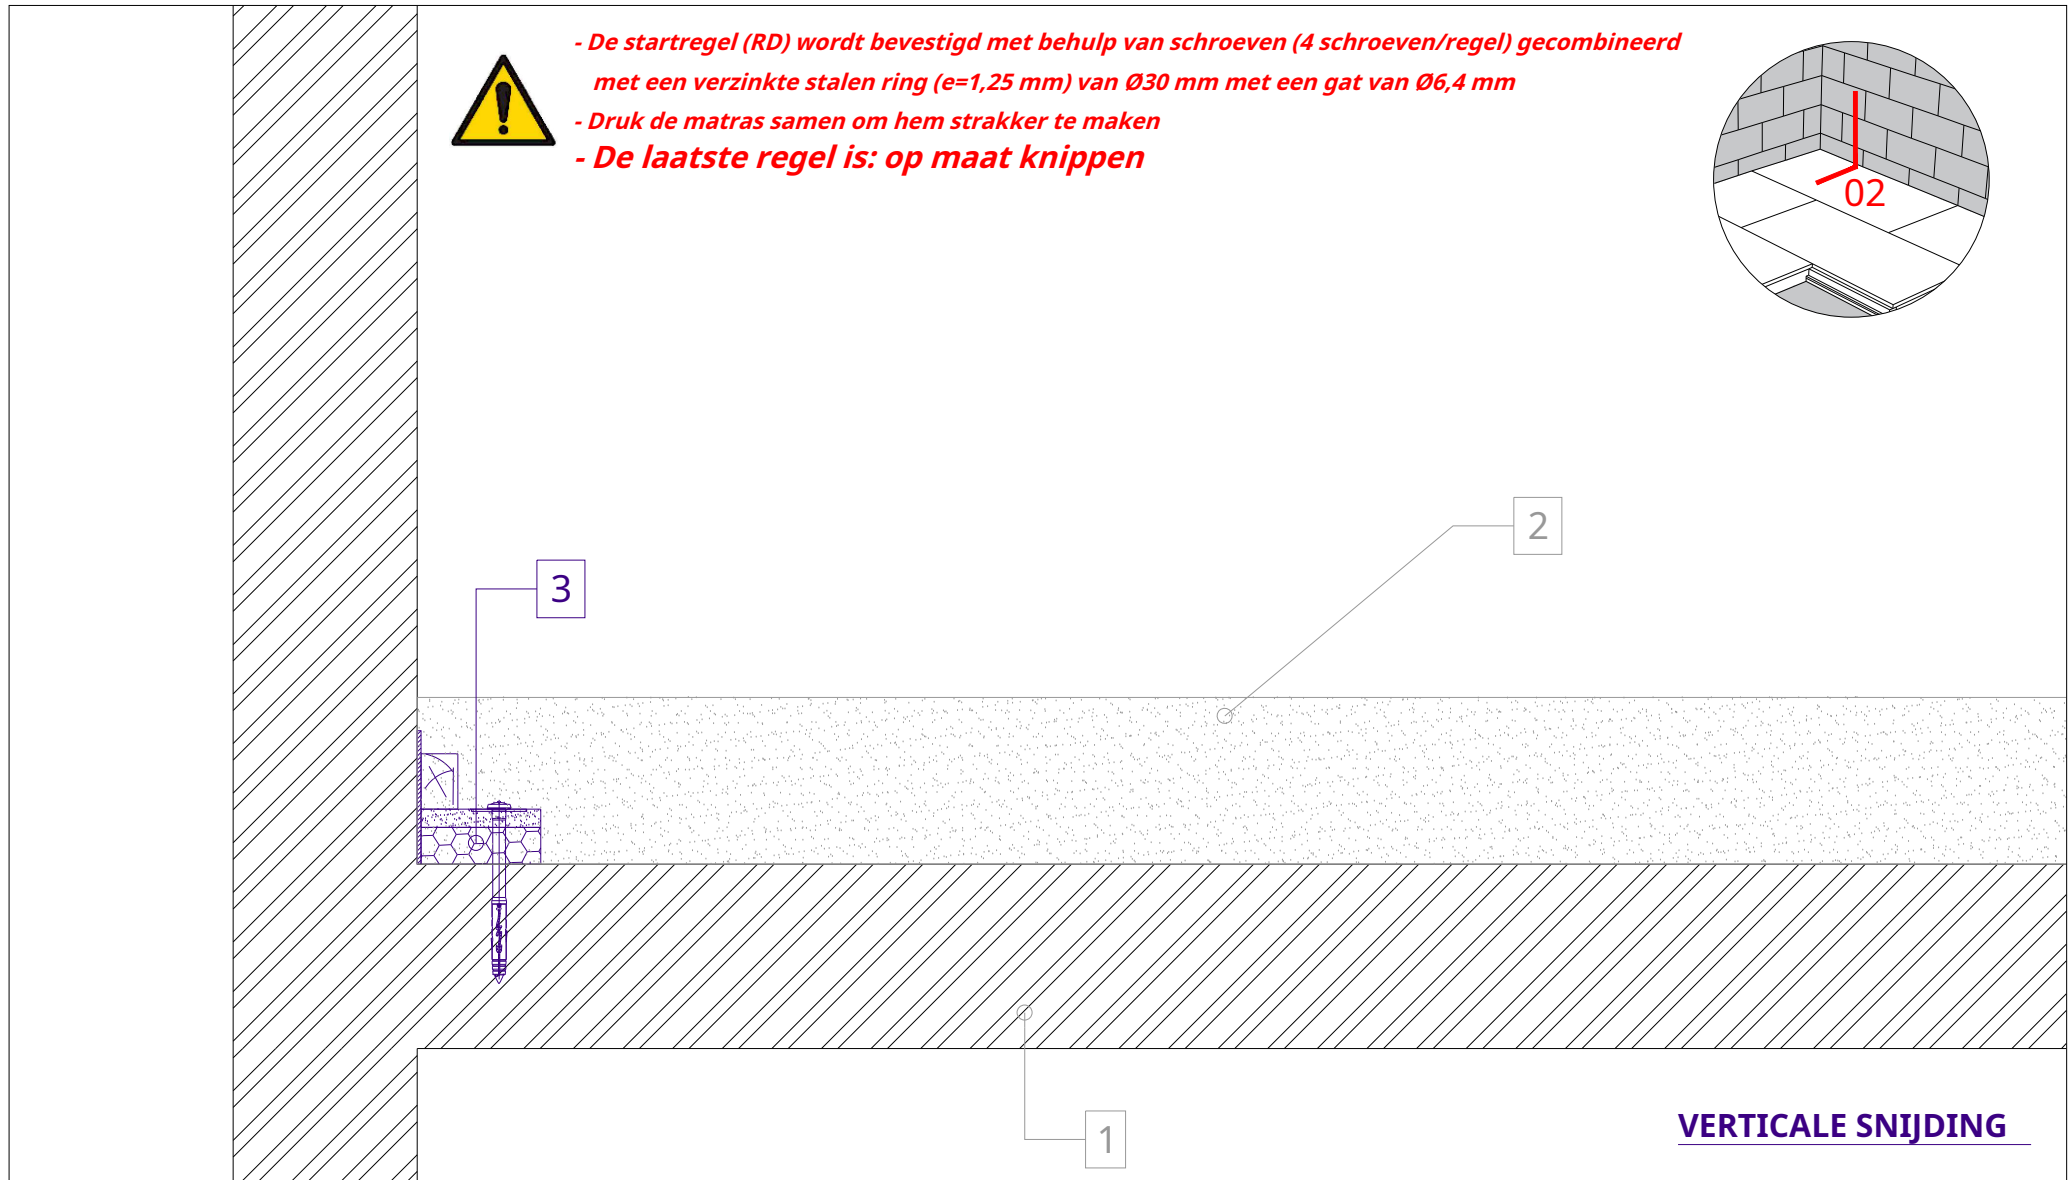 - De startregel (RD) wordt bevestigd met behulp van schroeven (4 schroeven/regel) gecombineerd
met een verzinkte stalen ring (e=1,25 mm) van Ø30 mm met een gat van Ø6,4 mm
- Druk de matras samen om hem strakker te maken
- De laatste regel is: op maat knippen
02
2
3
1
VERTICALE SNIJDING